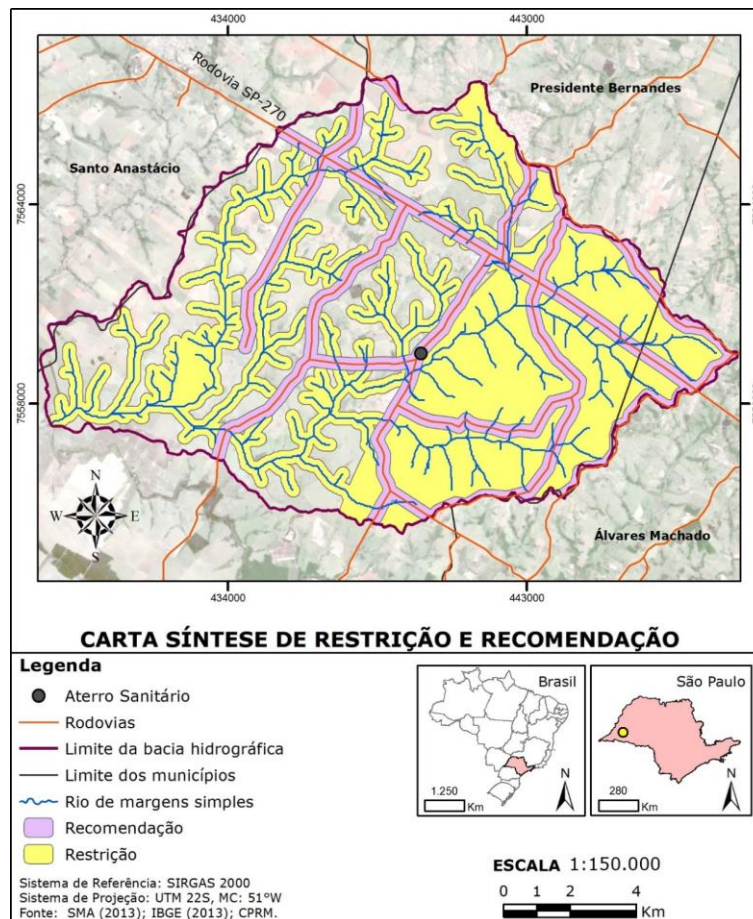 434000
443000
Rodovia SP-270
Presidente Bernardes
Santo Anastácio
7564000
7558000
N
W
E
S
Álvares Machado
434000
443000
CARTA SÍNTESE DE RESTRIÇÃO E RECOMENDAÇÃO
Legenda
Aterro Sanitário
Rodovias
Limite da bacia hidrográfica
Limite dos municípios
Rio de margens simples
Recomendação
Restrição
Sistema de Referência: SIRGAS 2000
Sistema de Projeção: UTM 22S, MC: 51°W
Fonte: SMA (2013); IBGE (2013); CPRM.
Brasil
N
1.250
Km
São Paulo
N
280
Km
ESCALA 1:150.000
0 1 2 4
Km